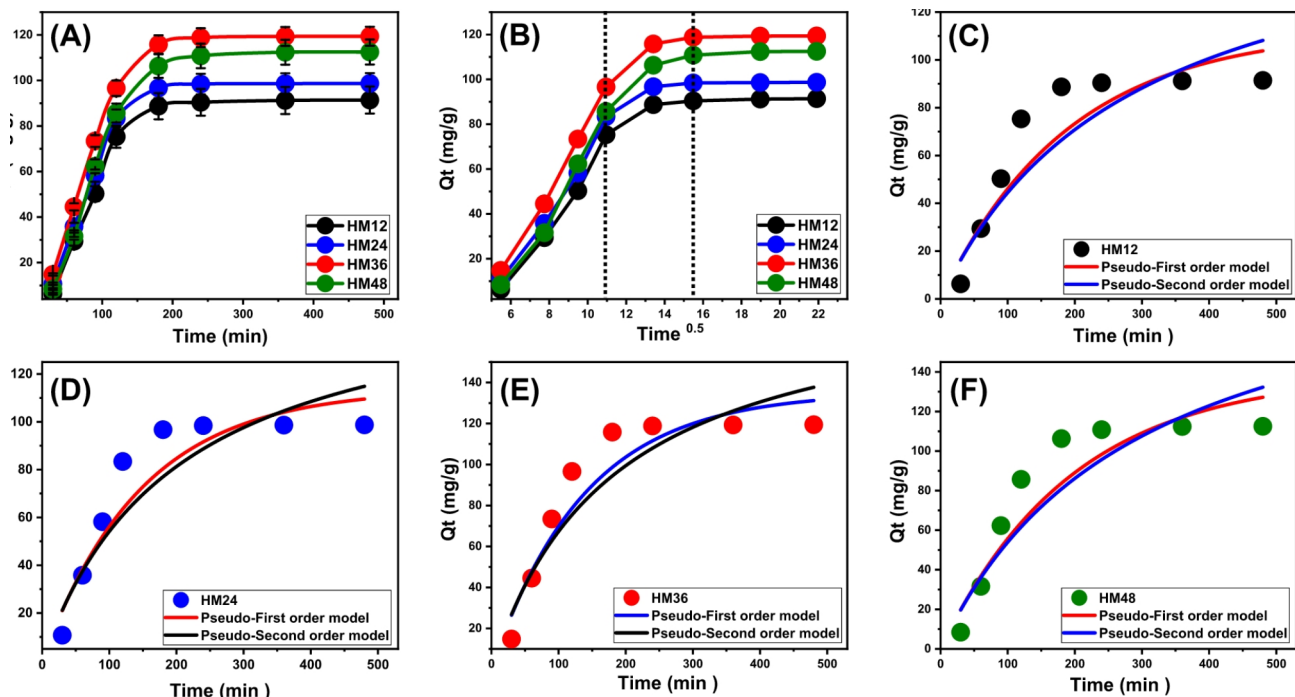 (A)
120
100
80
60
40
20
100
200
300
400
500
Time (min)
HM12
HM24
HM36
HM48
(B)
Qt (mg/g)
120
100
80
60
40
20
6
8
10
12
14
16
18
20
22
Time 0.5
HM12
HM24
HM36
HM48
(C)
Qt (mg/g)
120
100
80
60
40
20
0
0
100
200
300
400
500
Time (min )
HM12
Pseudo-First order model
Pseudo-Second order model
(D)
120
100
80
60
40
20
0
100
200
300
400
500
Time (min )
HM24
Pseudo-First order model
Pseudo-Second order model
(E)
Qt (mg/g)
160
140
120
100
80
60
40
20
0
0
100
200
300
400
500
Time (min )
HM36
Pseudo-First order model
Pseudo-Second order model
(F)
Qt (mg/g)
140
120
100
80
60
40
20
0
0
100
200
300
400
500
Time (min )
HM48
Pseudo-First order model
Pseudo-Second order model